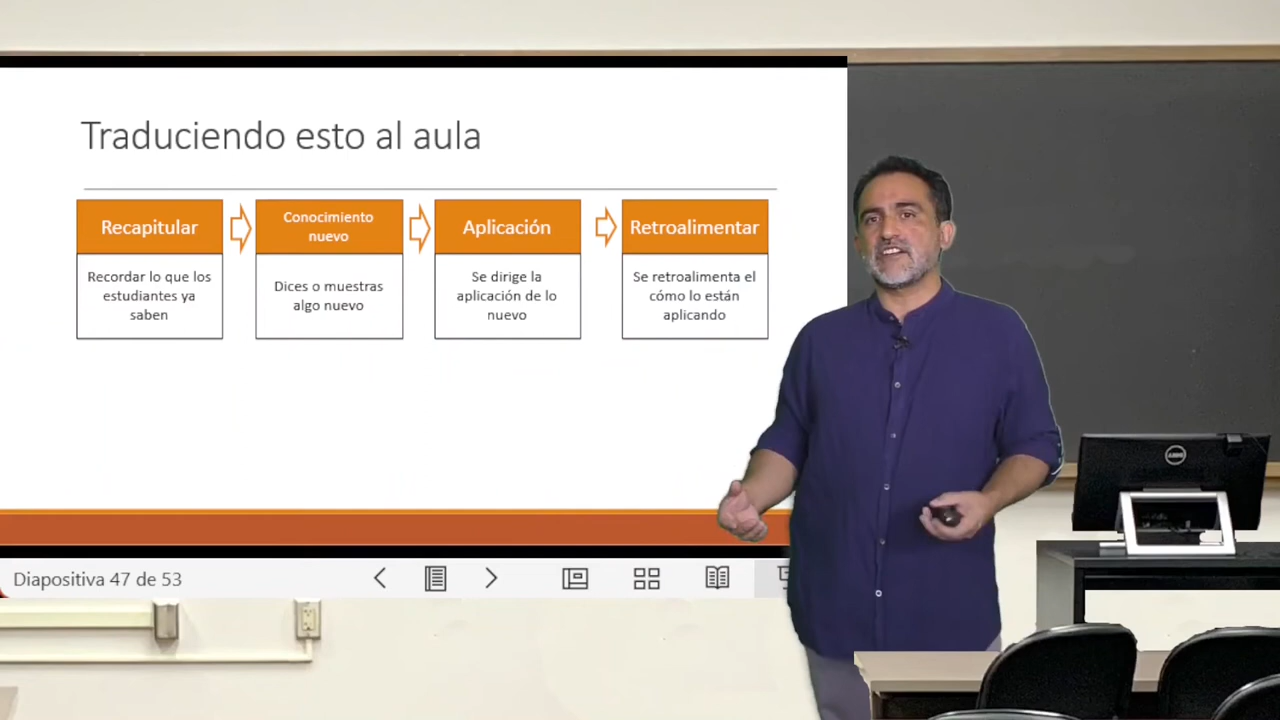 Traduciendo esto al aula
Recapitular
Recordar lo que los
estudiantes ya
saben
Conocimiento
nuevo
Dices o muestras
algo nuevo
Aplicación
Se dirige la
aplicación de lo
nuevo
Retroalimentar
Se retroalimenta el
cómo lo están
aplicando
Diapositiva 47 de 53
DELL